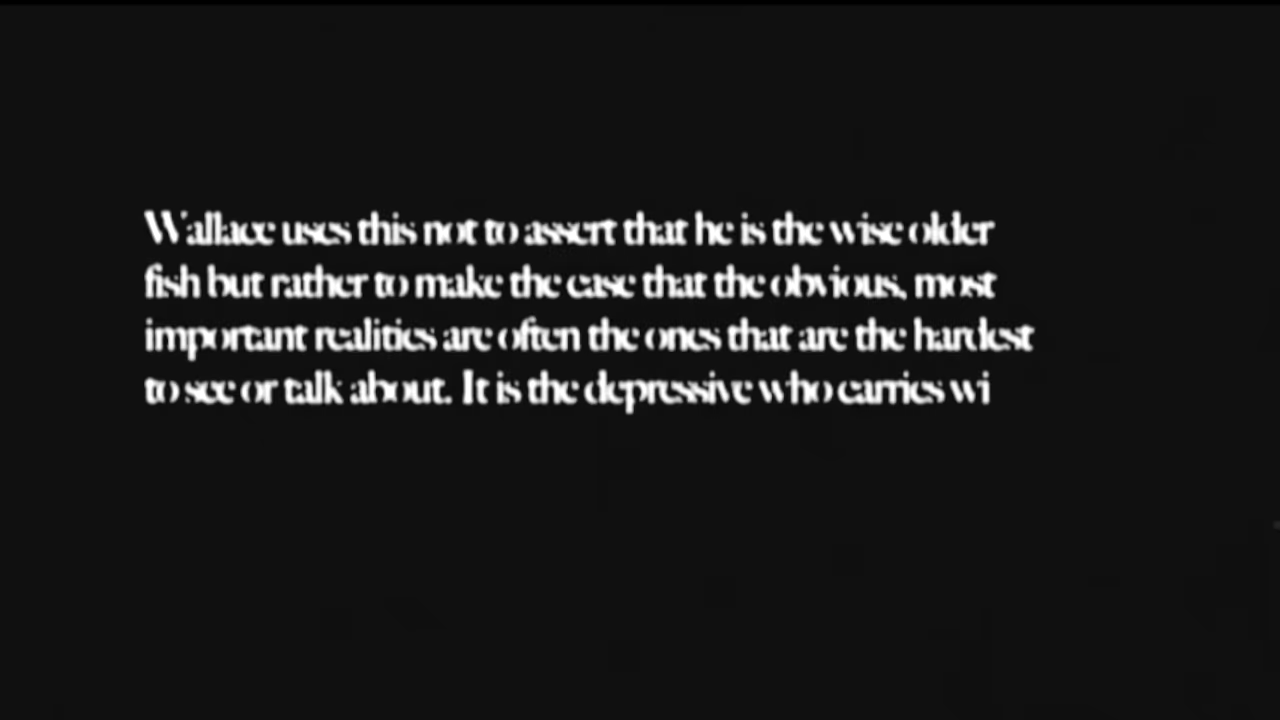 Wallace uses this not to assert that he is the wise older
fish but rather to make the case that the obvious, most
important realities are often the ones that are the hardest
to see or talk about. It is the depressive who carries wi